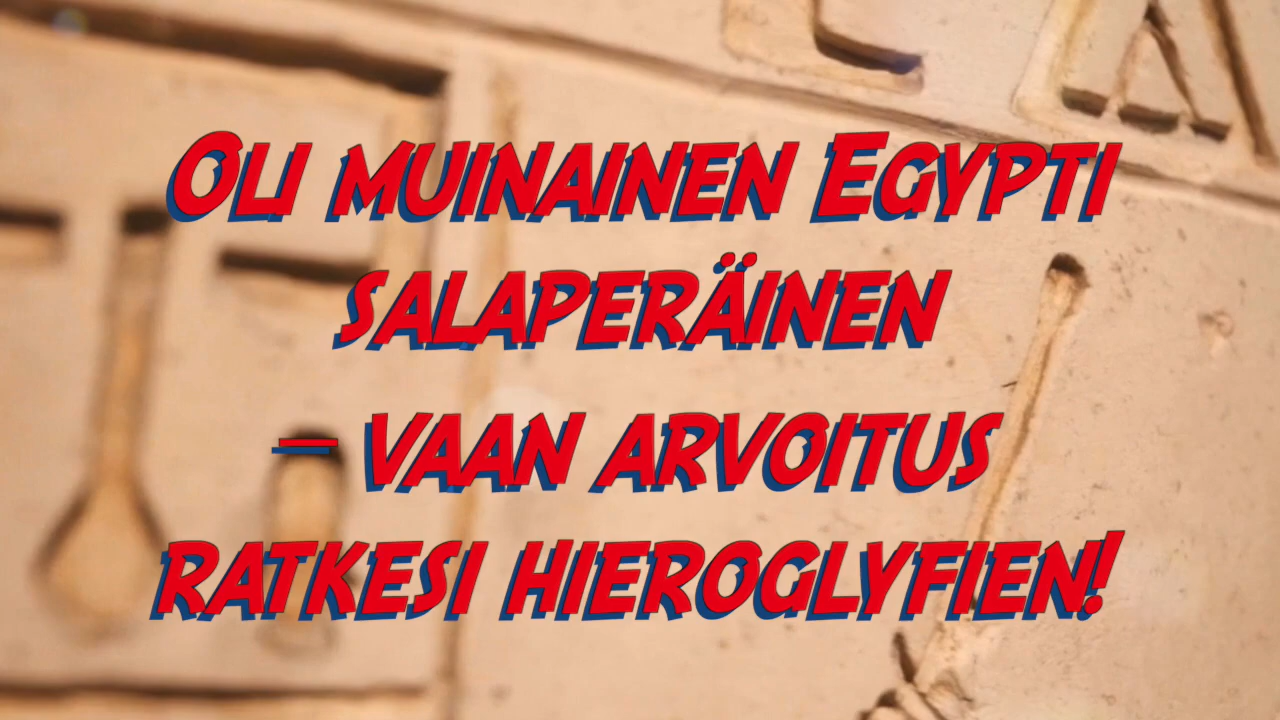 Oli muinainen Egypti
salaperäinen
– vaan arvoitus
ratkesi hieroglyfien!